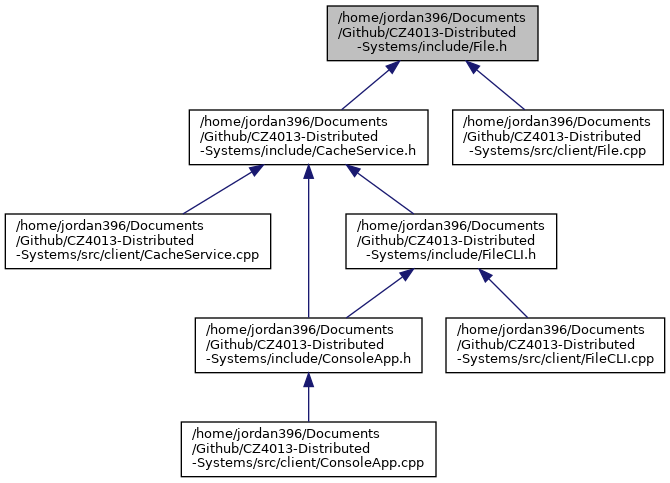 /home/jordan396/Documents
/Github/CZ4013-Distributed
-Systems/include/File.h
/home/jordan396/Documents
/Github/CZ4013-Distributed
-Systems/include/CacheService.h
/home/jordan396/Documents
/Github/CZ4013-Distributed
-Systems/src/client/File.cpp
/home/jordan396/Documents
/Github/CZ4013-Distributed
-Systems/src/client/CacheService.cpp
/home/jordan396/Documents
/Github/CZ4013-Distributed
-Systems/include/FileCLI.h
/home/jordan396/Documents
/Github/CZ4013-Distributed
-Systems/include/ConsoleApp.h
/home/jordan396/Documents
/Github/CZ4013-Distributed
-Systems/src/client/FileCLI.cpp
/home/jordan396/Documents
/Github/CZ4013-Distributed
-Systems/src/client/ConsoleApp.cpp